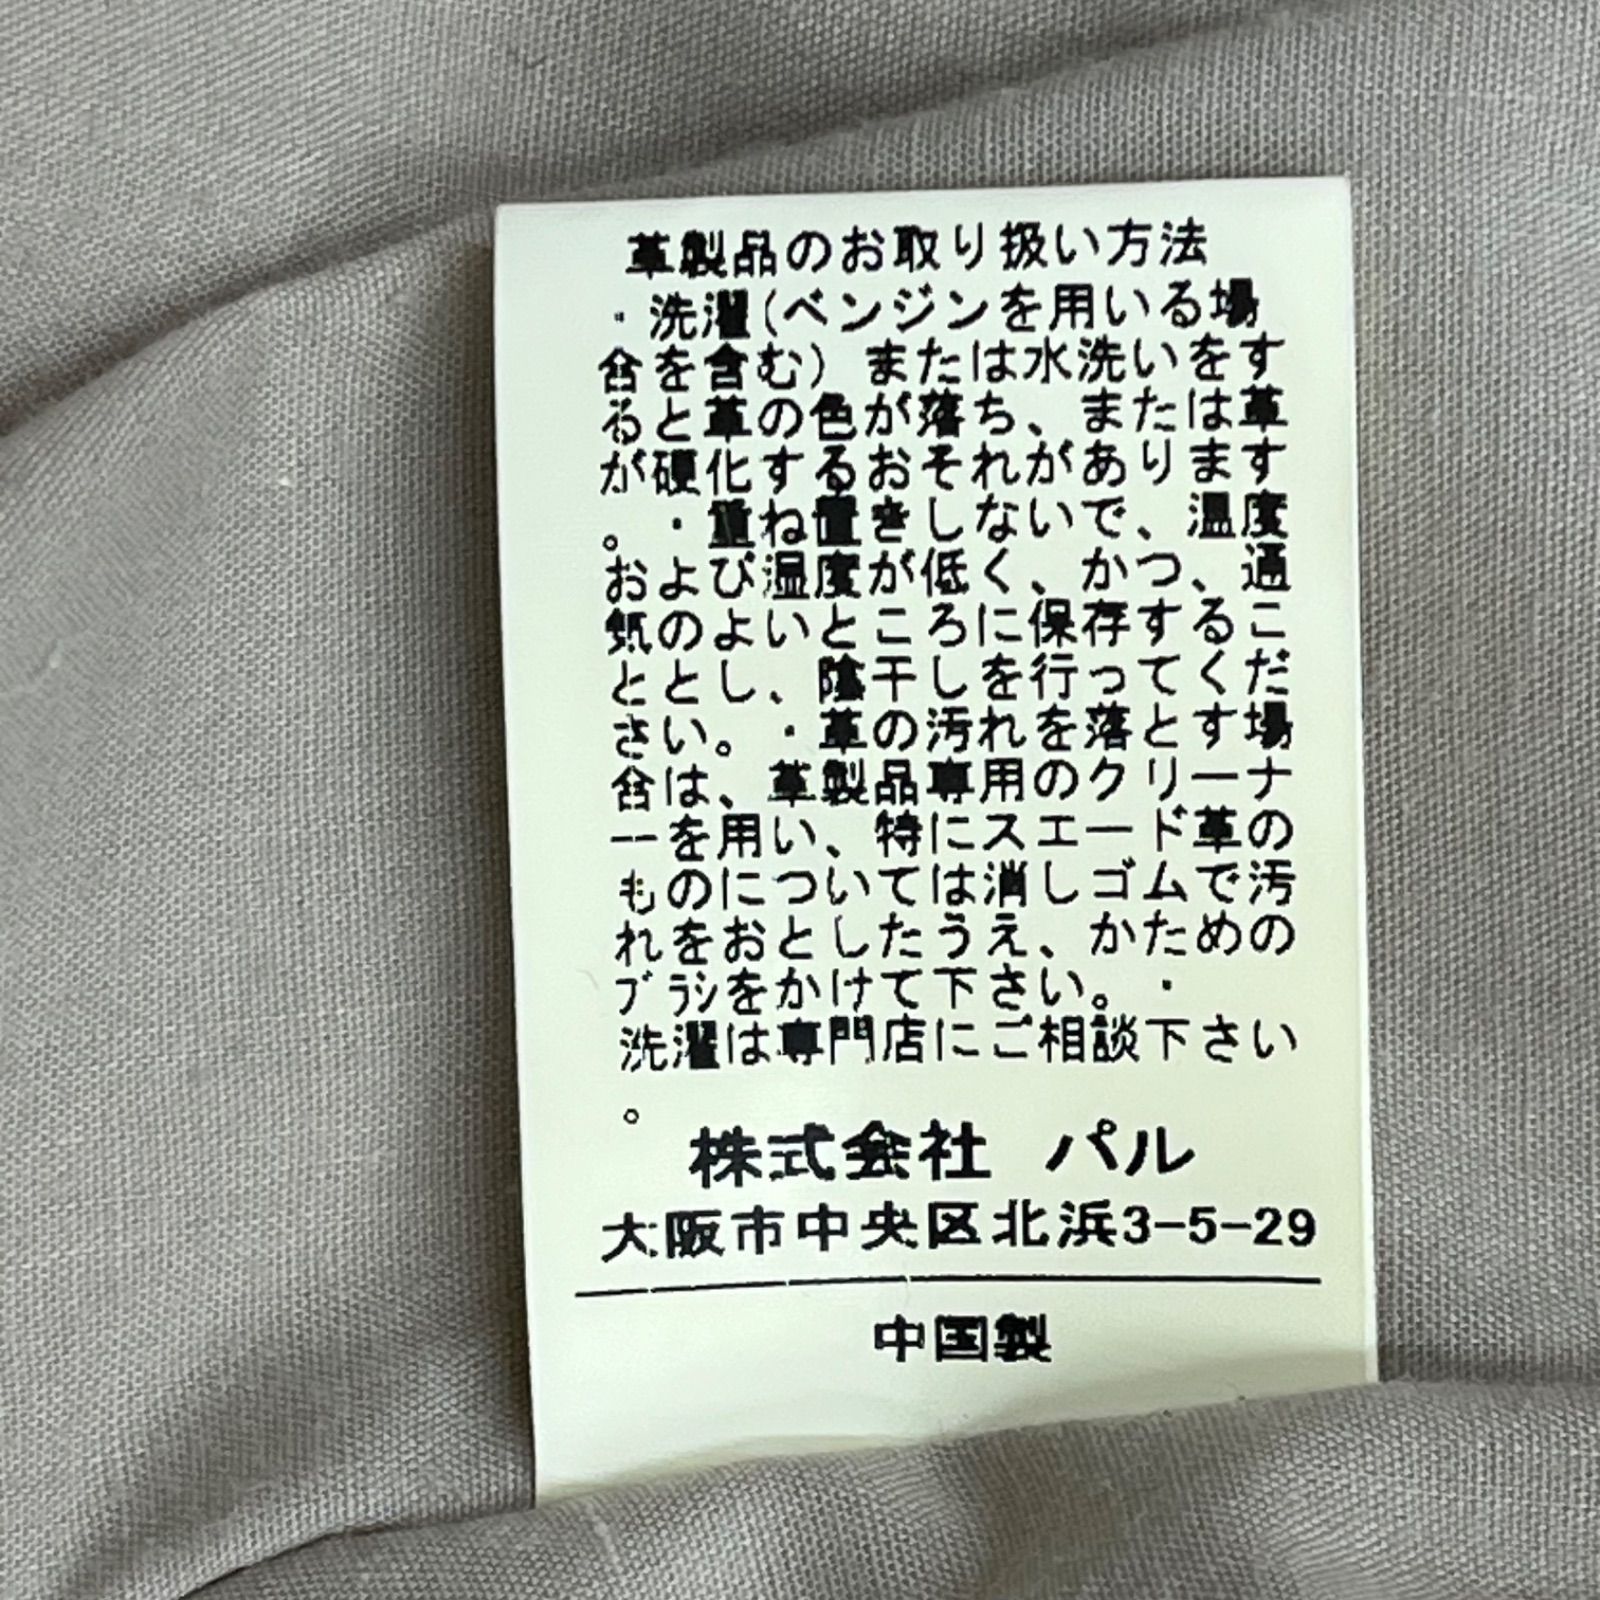 革製品のお取り扱い方法
・洗濯(ベンジンを用いる場
合を含む)または水洗いをす
ると革の色が落ち、または革
が硬化するおそれがあります
。・重ね置きしないで、温度
および温度が低く、かつ、通
気のよいところに保存するこ
ととし、陰干しを行ってくだ
さい。・革の汚れを落とす場
合は、革製品専用のクリーナ
ーを用い、特にスエード革の
ものについては消しゴムで汚
れをおとしたうえ、かための
ﾌﾞﾗｼをかけて下さい。・
洗濯は専門店にご相談下さい
。
株式会社 パル
大阪市中央区北浜3-5-29
中国製